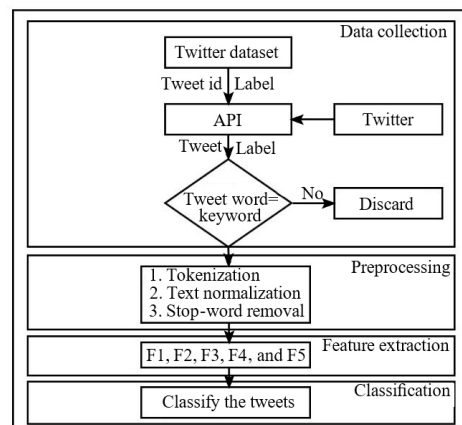 Data collection
Twitter dataset
Tweet id Label
API
Twitter
Tweet Label
Tweet word=
keyword
No
Discard
Preprocessing
1. Tokenization
2. Text normalization
3. Stop-word removal
Feature extraction
F1, F2, F3, F4, and F5
Classification
Classify the tweets